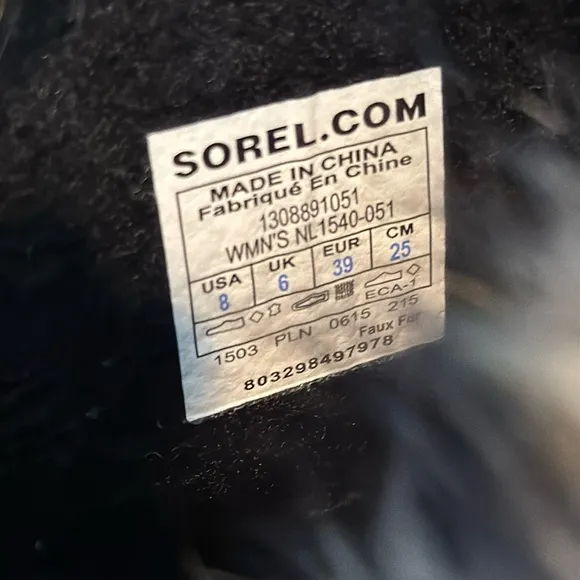 SOREL.COM
MADE IN CHINA
Fabriqué En Chine
1308891051
WMN'S NL1540-051
USA UK EUR CM
8 6 39 25
ECA-1
1503 PLN 0615 215
Faux Fur
803298497978